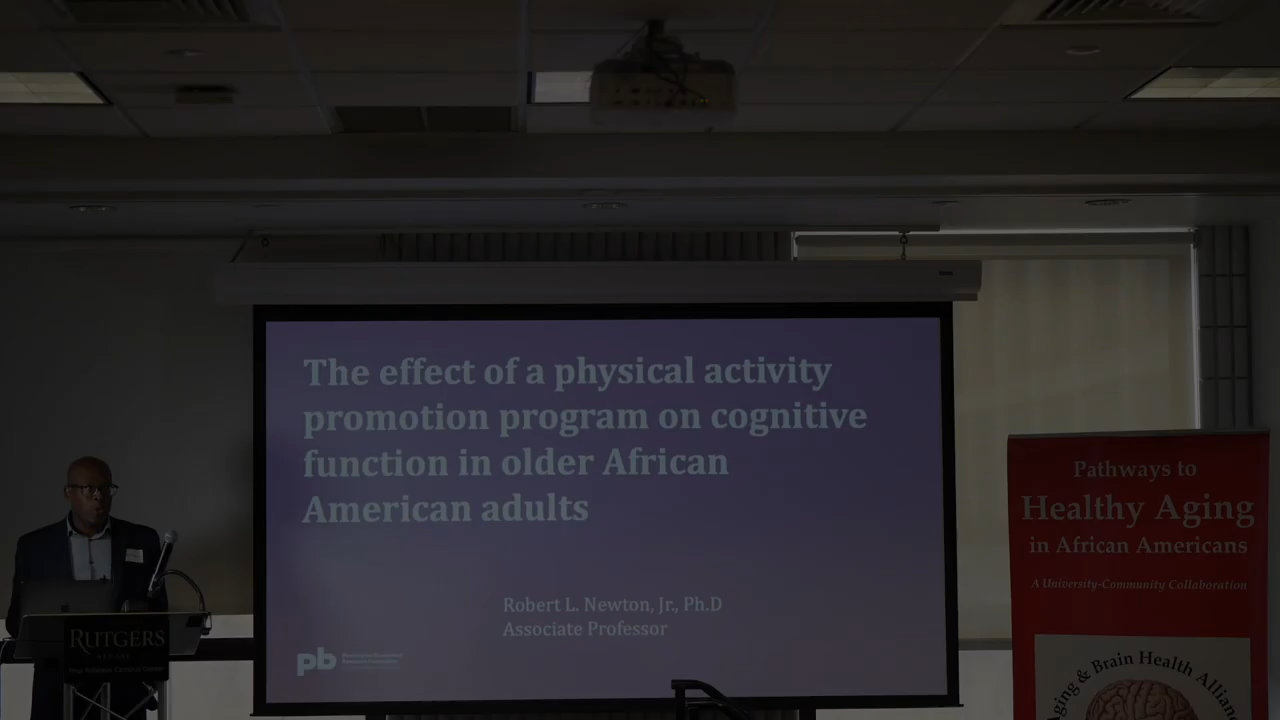 The effect of a physical activity
promotion program on cognitive
function in older African
American adults
Robert L. Newton, Jr., Ph.D
Associate Professor
pb
RUTGERS
Pathways to
Healthy Aging
in African Americans
A University-Community Collaboration
Aging & Brain Health Allian